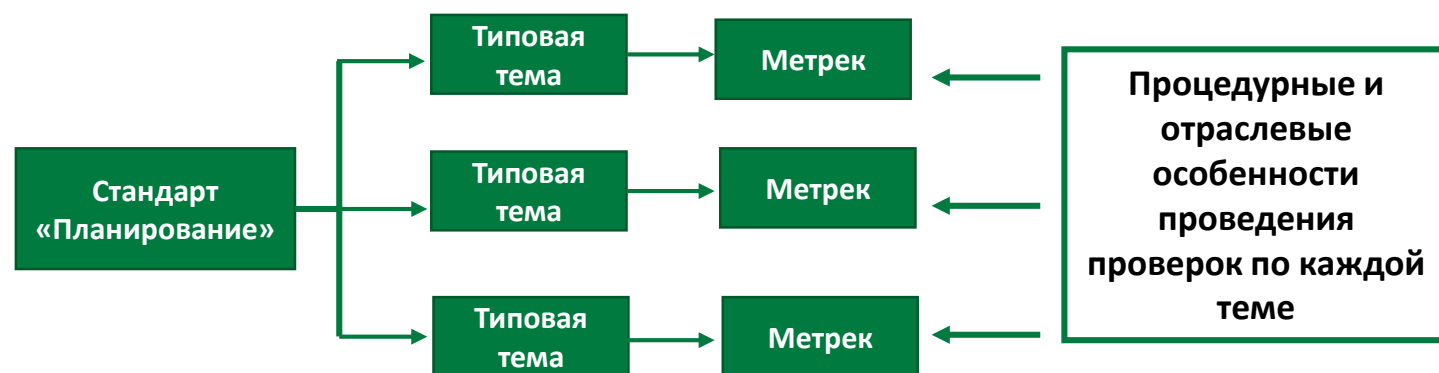 Типовая
тема
Метрек
Процедурные и
отраслевые
особенности
проведения
проверок по каждой
теме
Стандарт
«Планирование»
Типовая
тема
Метрек
Типовая
тема
Метрек